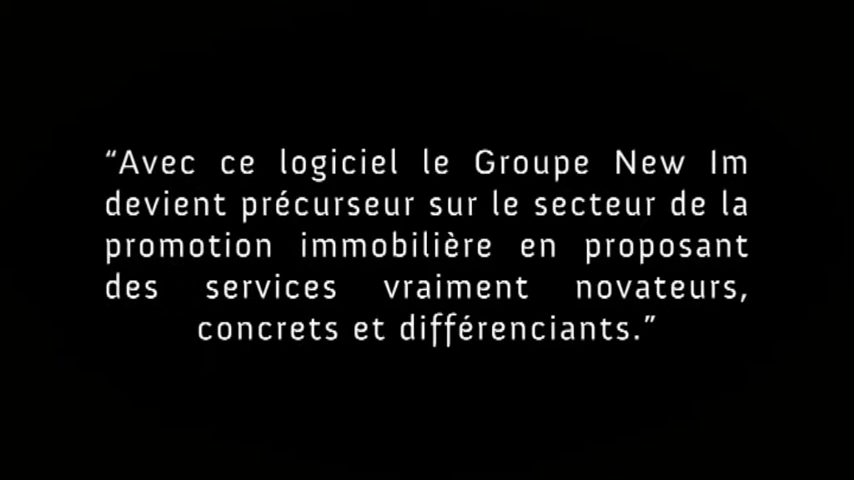 “Avec ce logiciel le Groupe New Im
devient précurseur sur le secteur de la
promotion immobilière en proposant
des services vraiment novateurs,
concrets et différenciants.”